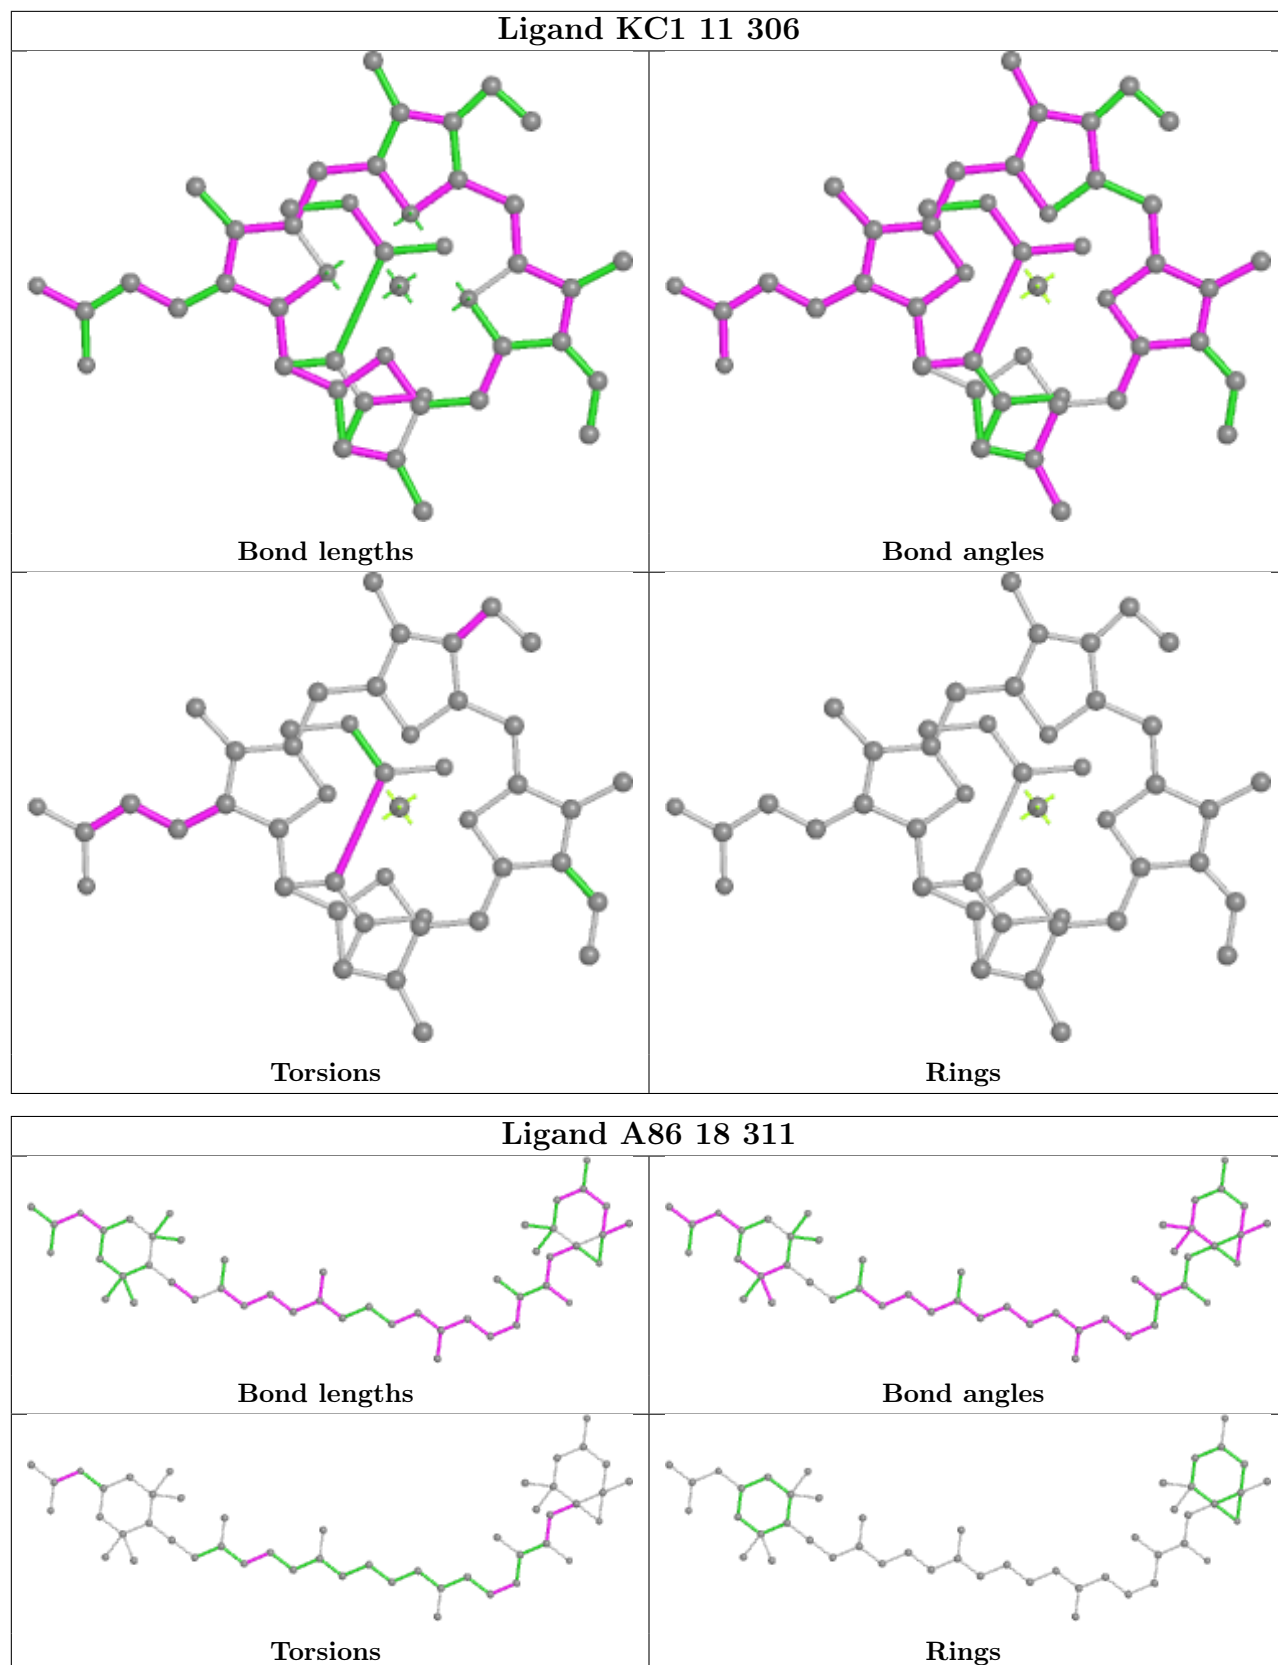 Ligand KC1 11 306
Bond lengths
Bond angles
Torsions
Rings
Ligand A86 18 311
Bond lengths
Bond angles
Torsions
Rings